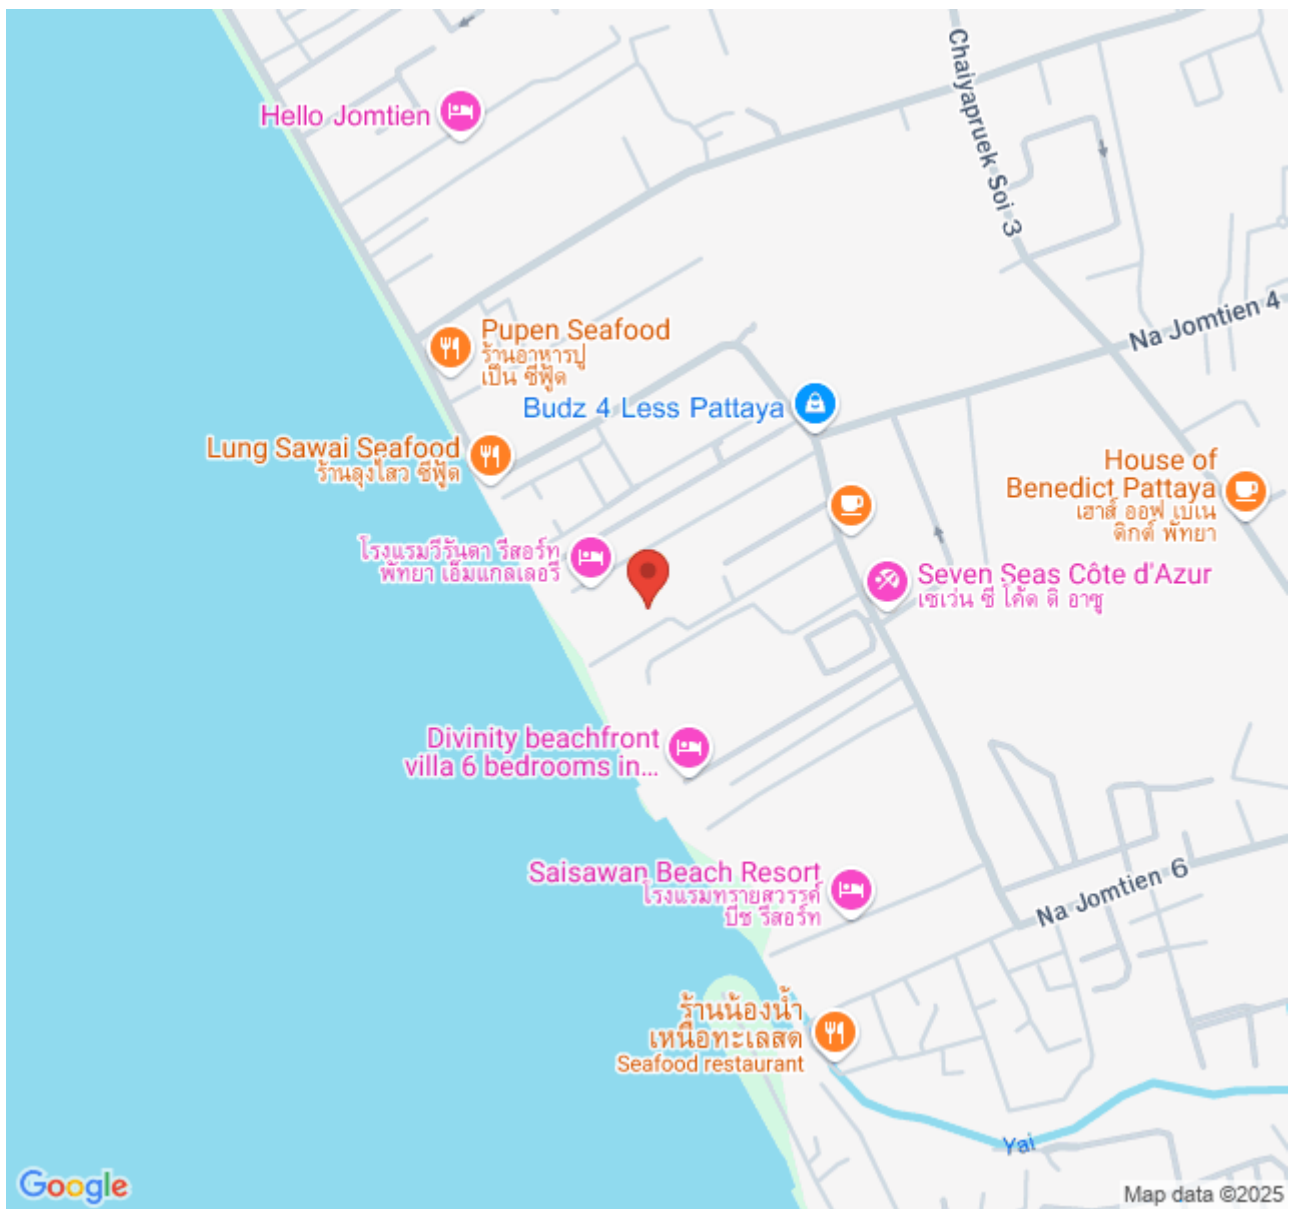 Chaiyapruek Soi 3
Hello Jomtien
Na Jomtien 4
Pupen Seafood
ร้านอาหารปู
เป็น ซีฟู้ด
Budz 4 Less Pattaya
Lung Sawai Seafood
ร้านลุงไสว ซีฟู้ด
House of
Benedict Pattaya
เฮาส์ ออฟ เบเน
ดิกต์ พัทยา
โรงแรมวีรันดา รีสอร์ท
พัทยา เอ็มแกลเลอรี
Seven Seas Côte d'Azur
เซเว่น ซี โค้ด ดิ อาซู
Divinity beachfront
villa 6 bedrooms in...
Saisawan Beach Resort
โรงแรมทรายสวรรค์
บีช รีสอร์ท
Na Jomtien 6
ร้านน้องน้ำ
เหนือทะเลสด
Seafood restaurant
Yai
Google
Map data ©2025